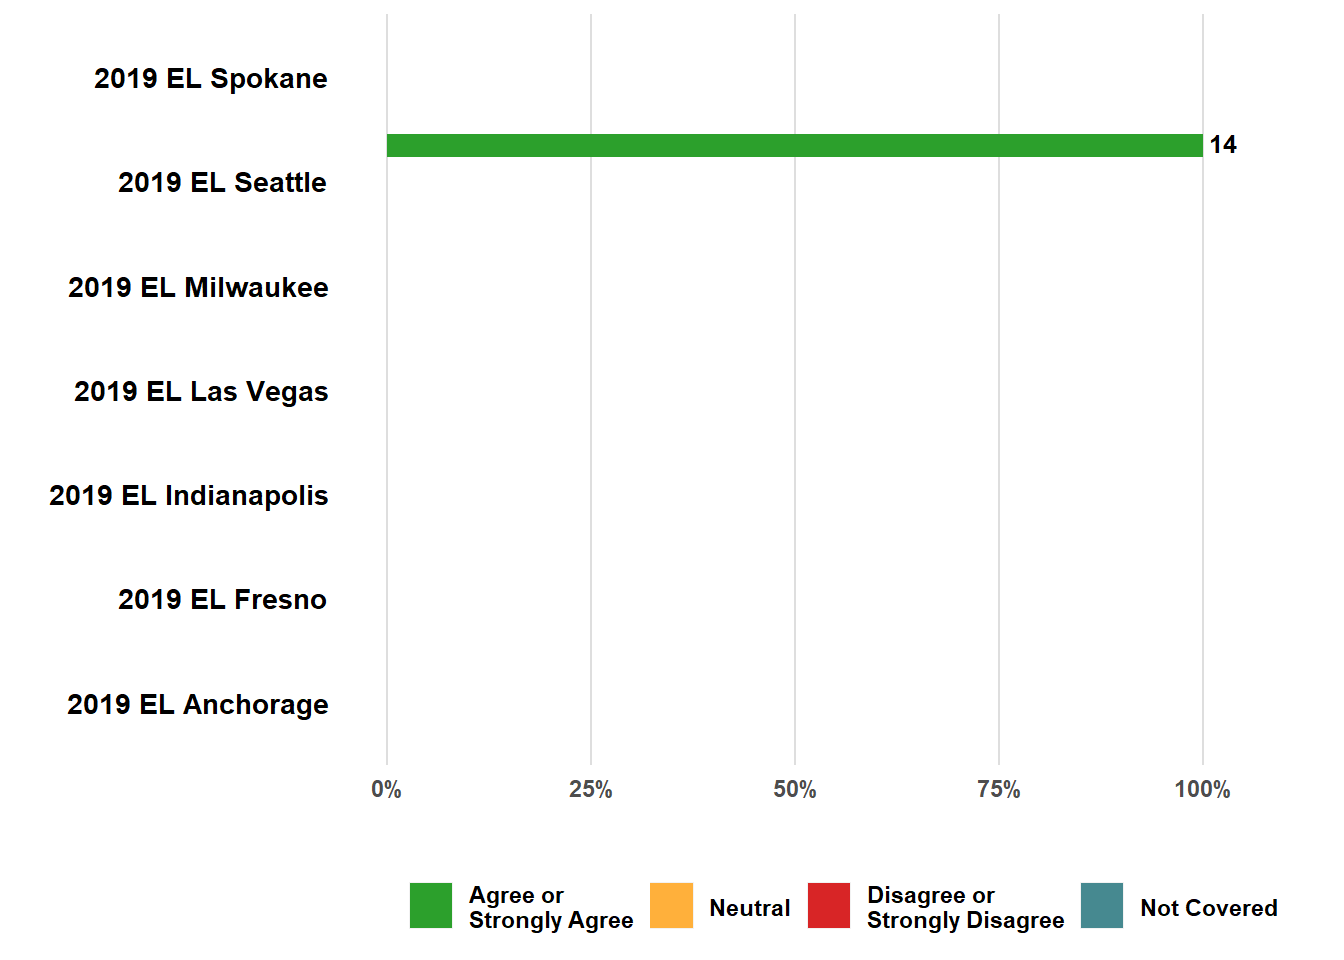 2019 EL Spokane
14
2019 EL Seattle
2019 EL Milwaukee
2019 EL Las Vegas
2019 EL Indianapolis
2019 EL Fresno
2019 EL Anchorage
0% 25% 50% 75% 100%
Agree or
Strongly Agree
Neutral
Disagree or
Strongly Disagree
Not Covered